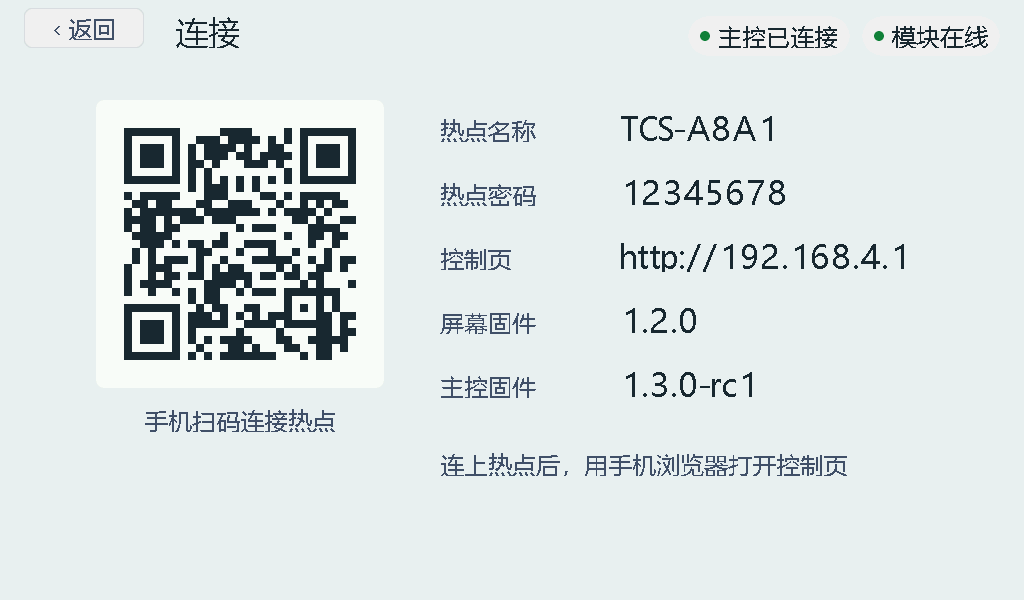 ‹ 返回
连接
主控已连接
模块在线
热点名称 TCS-A8A1
热点密码 12345678
控制页 http://192.168.4.1
屏幕固件 1.2.0
主控固件 1.3.0-rc1
手机扫码连接热点
连上热点后，用手机浏览器打开控制页